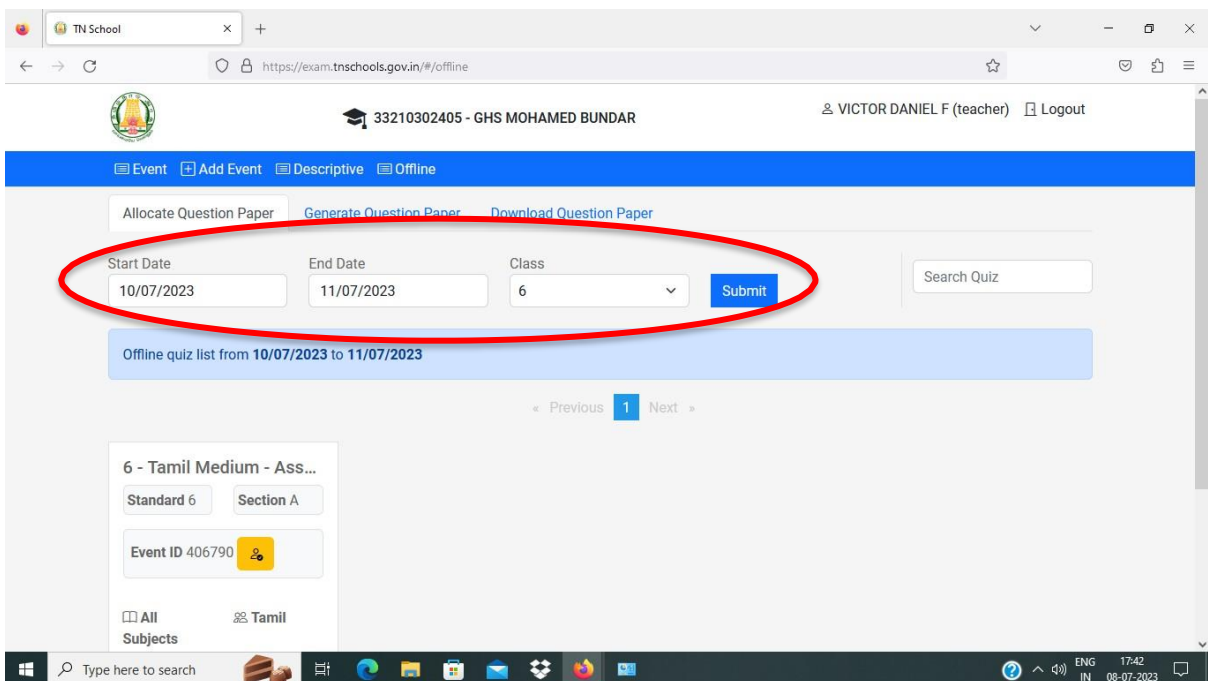 TN School
https://exam.tnschools.gov.in/#/offline
33210302405 - GHS MOHAMED BUNDAR
VICTOR DANIEL F (teacher) Logout
Event Add Event Descriptive Offline
Allocate Question Paper Generate Question Paper Download Question Paper
Start Date End Date Class
10/07/2023 11/07/2023 6 Submit Search Quiz
Offline quiz list from 10/07/2023 to 11/07/2023
« Previous 1 Next »
6 - Tamil Medium - Ass...
Standard 6 Section A
Event ID 406790
All Tamil
Subjects
Type here to search ENG 17:42
IN 08-07-2023